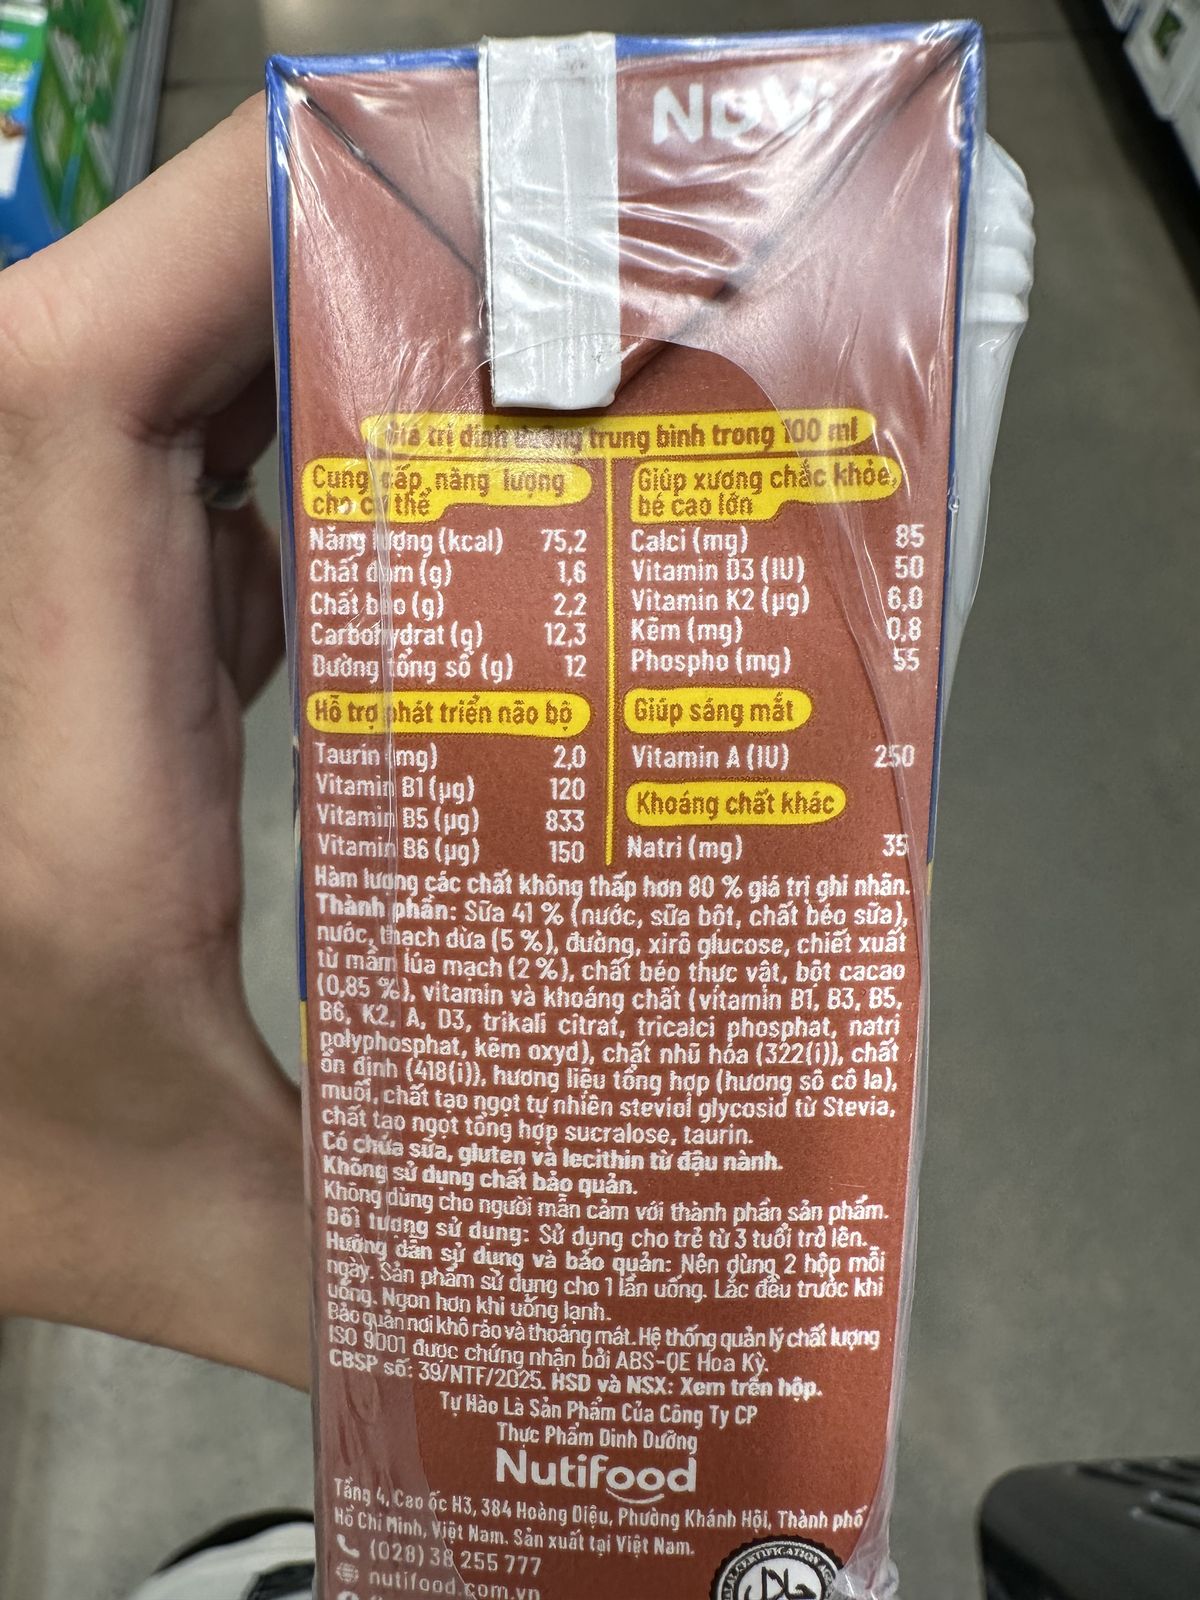 NuVi
Giá trị dinh dưỡng trung bình trong 100 ml
Cung cấp năng lượng
cho cơ thể
Năng lượng (kcal) 75,2
Chất đạm (g) 1,6
Chất béo (g) 2,2
Carbohydrat (g) 12,3
Đường tổng số (g) 12
Hỗ trợ phát triển não bộ
Taurin (mg) 2,0
Vitamin B1 (µg) 120
Vitamin B5 (µg) 833
Vitamin B6 (µg) 150
Giúp xương chắc khỏe,
bé cao lớn
Calci (mg) 85
Vitamin D3 (IU) 50
Vitamin K2 (µg) 6,0
Kẽm (mg) 0,8
Phospho (mg) 55
Giúp sáng mắt
Vitamin A (IU) 250
Khoáng chất khác
Natri (mg) 35
Hàm lượng các chất không thấp hơn 80 % giá trị ghi nhãn.
Thành phần: Sữa 41 % (nước, sữa bột, chất béo sữa),
nước, thạch dừa (5 %), đường, xirô glucose, chiết xuất
từ mầm lúa mạch (2 %), chất béo thực vật, bột cacao
(0,85 %), vitamin và khoáng chất (vitamin B1, B3, B5,
B6, K2, A, D3, trikali citrat, tricalci phosphat, natri
polyphosphat, kẽm oxyd), chất nhũ hóa (322(i)), chất
ổn định (418(i)), hương liệu tổng hợp (hương sô cô la),
muối, chất tạo ngọt tự nhiên steviol glycosid từ Stevia,
chất tạo ngọt tổng hợp sucralose, taurin.
Có chứa sữa, gluten và lecithin từ đậu nành.
Không sử dụng chất bảo quản.
Không dùng cho người mẫn cảm với thành phần sản phẩm.
Đối tượng sử dụng: Sử dụng cho trẻ từ 3 tuổi trở lên.
Hướng dẫn sử dụng và bảo quản: Nên dùng 2 hộp mỗi
ngày. Sản phẩm sử dụng cho 1 lần uống. Lắc đều trước khi
uống. Ngon hơn khi uống lạnh.
Bảo quản nơi khô ráo và thoáng mát. Hệ thống quản lý chất lượng
ISO 9001 được chứng nhận bởi ABS-QE Hoa Kỳ.
CBSP số: 39/NTF/2025. HSD và NSX: Xem trên hộp.
Tự Hào Là Sản Phẩm Của Công Ty CP
Thực Phẩm Dinh Dưỡng
Nutifood
Tầng 4, Cao ốc H3, 384 Hoàng Diệu, Phường Khánh Hội, Thành phố
Hồ Chí Minh, Việt Nam. Sản xuất tại Việt Nam.
(028) 38 255 777
nutifood.com.vn
حلال